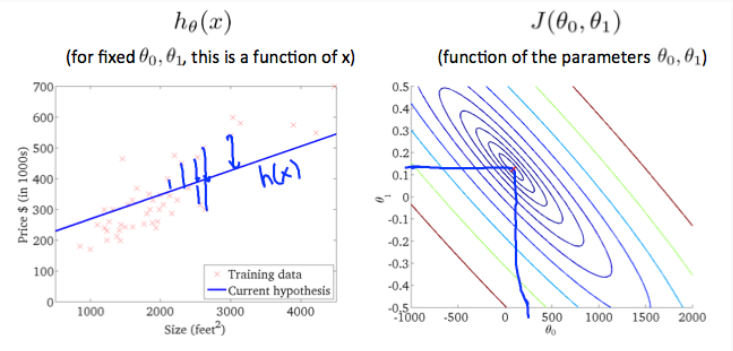 hθ(x)
(for fixed θ₀, θ₁, this is a function of x)
700
600
500
400
300
200
100
0
Price $ (in 1000s)
1000
2000
3000
4000
Size (feet²)
h(x)
Training data
Current hypothesis
J(θ₀, θ₁)
(function of the parameters θ₀, θ₁)
0.5
0.4
0.3
0.2
0.1
0
-0.1
-0.2
-0.3
-0.4
-0.5
θ₁
-1000
-500
0
500
1000
1500
2000
θ₀